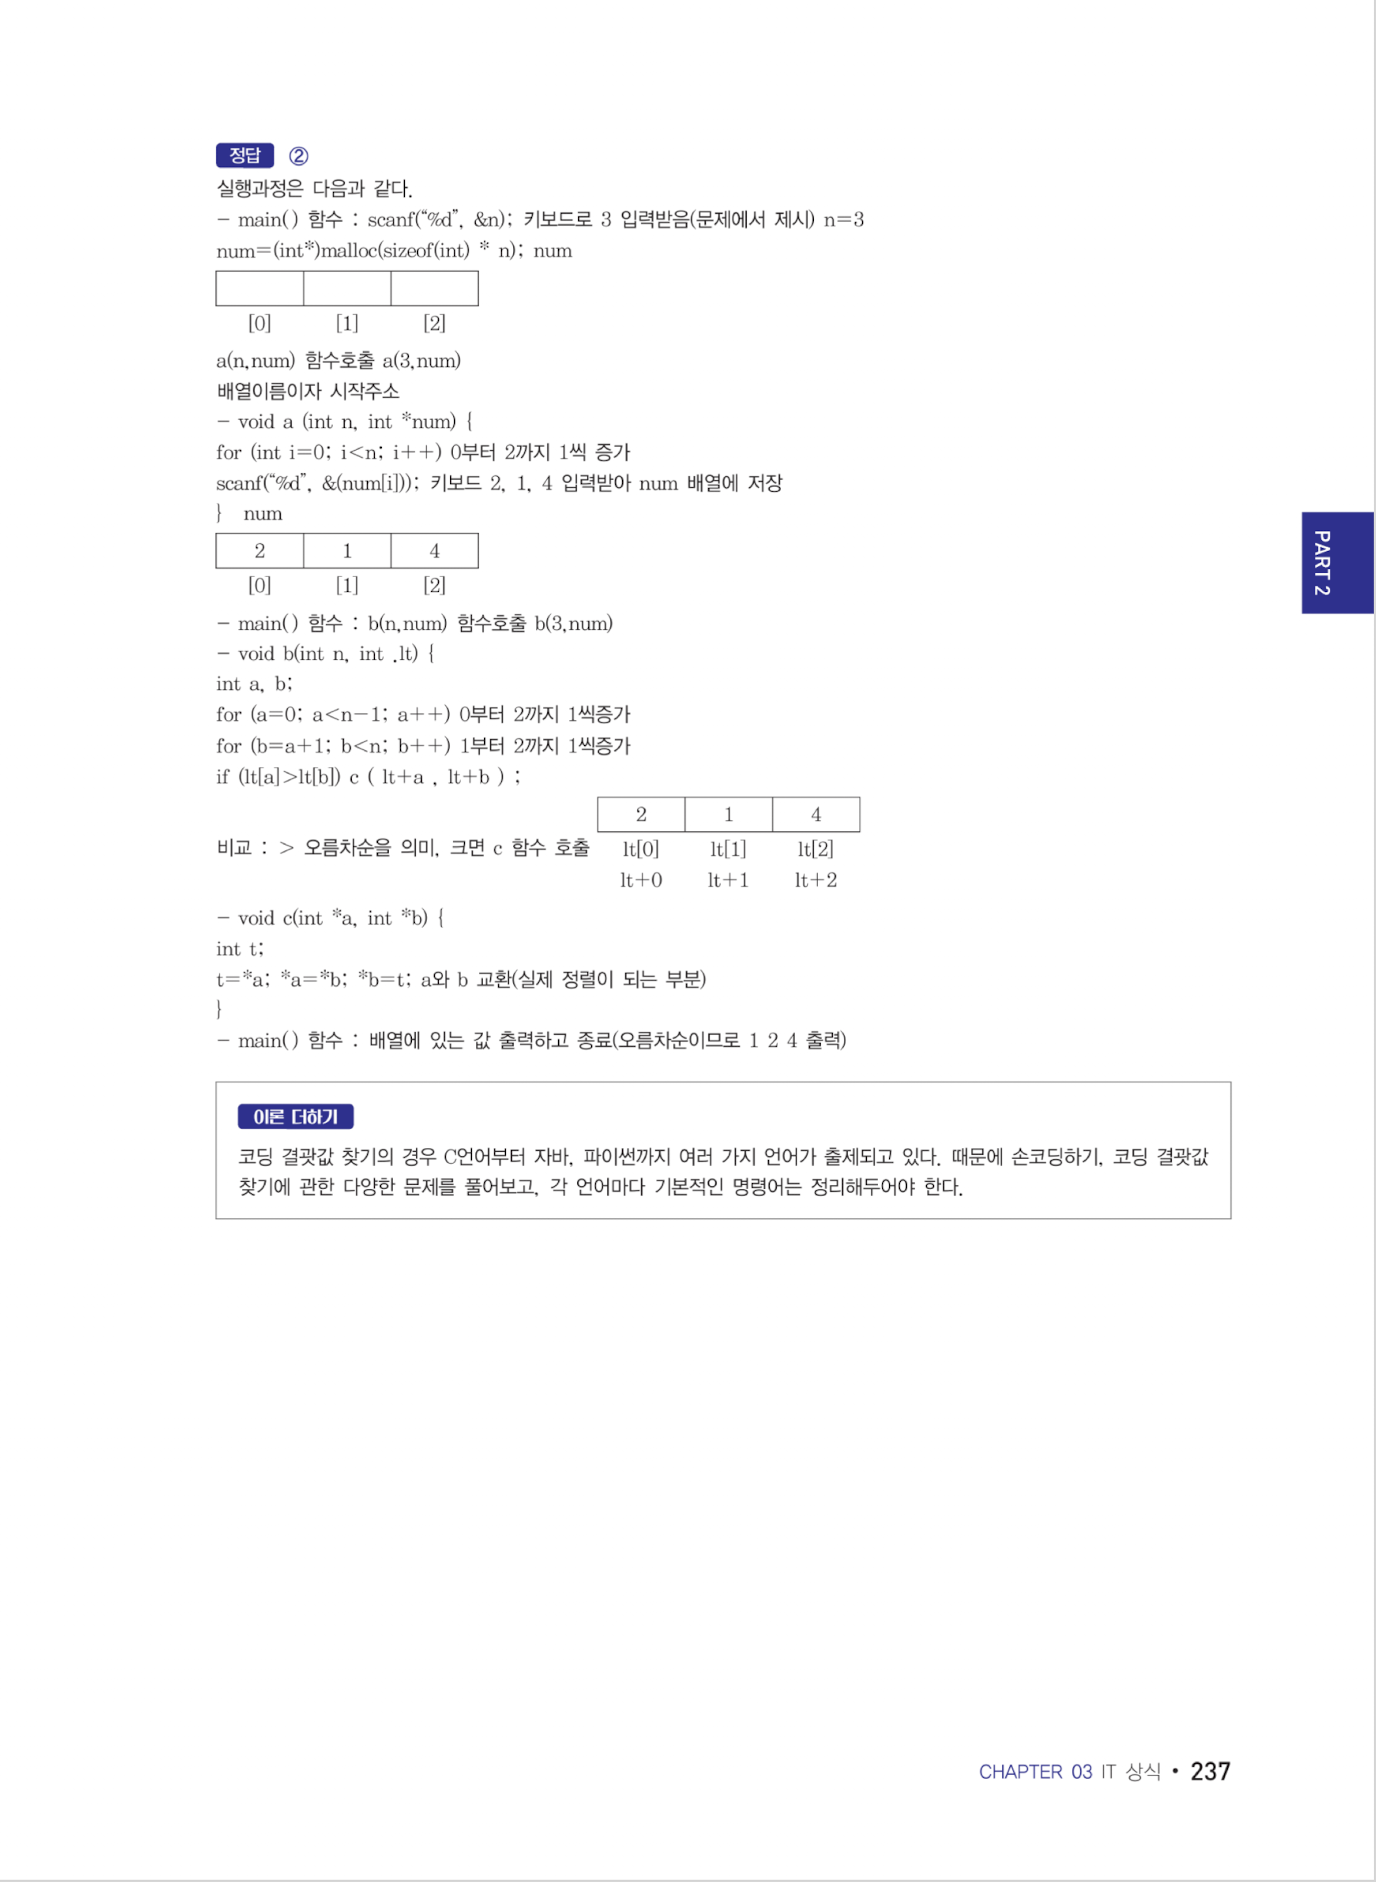 정답 ②
실행과정은 다음과 같다.
- main() 함수 : scanf(“%d”, &n); 키보드로 3 입력받음(문제에서 제시) n=3
num=(int*)malloc(sizeof(int) * n); num
[0] [1] [2]
a(n,num) 함수호출 a(3,num)
배열이름이자 시작주소
- void a (int n, int *num) {
for (int i=0; i<n; i++) 0부터 2까지 1씩 증가
scanf(“%d”, &(num[i])); 키보드 2, 1, 4 입력받아 num 배열에 저장
} num
2 1 4
[0] [1] [2]
- main() 함수 : b(n,num) 함수호출 b(3,num)
- void b(int n, int .lt) {
int a, b;
for (a=0; a<n-1; a++) 0부터 2까지 1씩증가
for (b=a+1; b<n; b++) 1부터 2까지 1씩증가
if (lt[a]>lt[b]) c ( lt+a , lt+b ) ;
2 1 4
비교 : > 오름차순을 의미, 크면 c 함수 호출 lt[0] lt[1] lt[2]
lt+0 lt+1 lt+2
- void c(int *a, int *b) {
int t;
t=*a; *a=*b; *b=t; a와 b 교환(실제 정렬이 되는 부분)
}
- main() 함수 : 배열에 있는 값 출력하고 종료(오름차순이므로 1 2 4 출력)
이론 더하기
코딩 결괏값 찾기의 경우 C언어부터 자바, 파이썬까지 여러 가지 언어가 출제되고 있다. 때문에 손코딩하기, 코딩 결괏값
찾기에 관한 다양한 문제를 풀어보고, 각 언어마다 기본적인 명령어는 정리해두어야 한다.
PART 2
CHAPTER 03 IT 상식 • 237